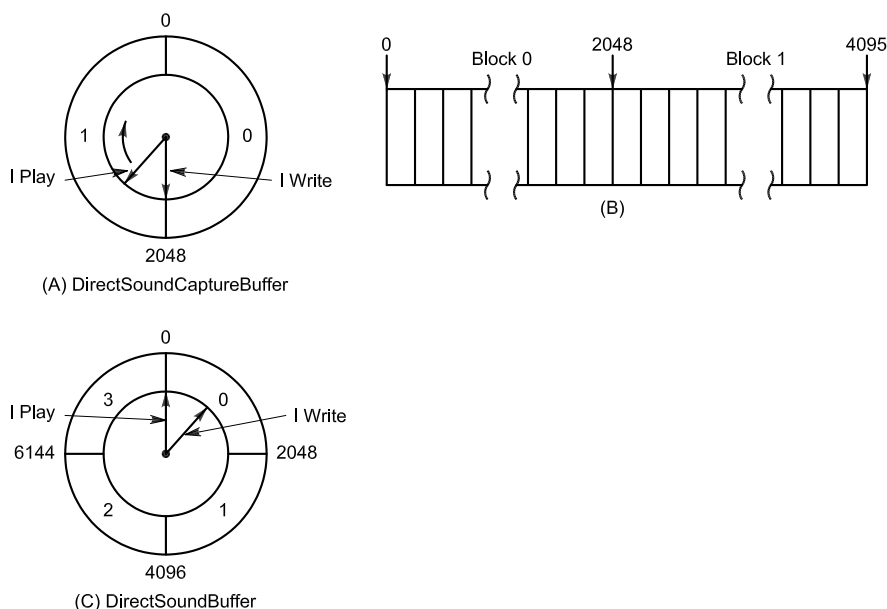 0
1
0
I Play
I Write
2048
(A) DirectSoundCaptureBuffer
0
2048
4095
Block 0
Block 1
(B)
0
3
0
I Play
I Write
6144
2048
2
1
4096
(C) DirectSoundBuffer